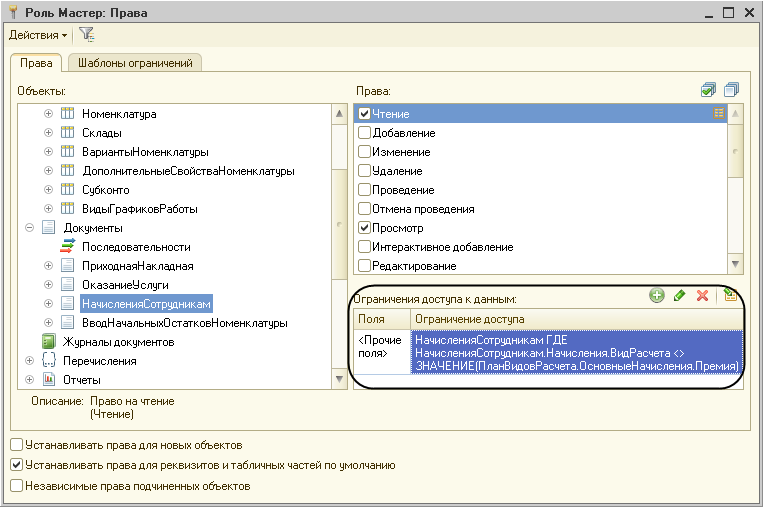 Роль Мастер: Права
Действия
Права
Шаблоны ограничений
Объекты:
Номенклатура
Склады
ВариантыНоменклатуры
ДополнительныеСвойстваНоменклатуры
Субконто
ВидыГрафиковРаботы
Документы
Последовательности
ПриходнаяНакладная
ОказаниеУслуги
НачисленияСотрудникам
ВводНачальныхОстатковНоменклатуры
Журналы документов
Перечисления
Отчеты
Права:
Чтение
Добавление
Изменение
Удаление
Проведение
Отмена проведения
Просмотр
Интерактивное добавление
Редактирование
Ограничения доступа к данным:
Поля
Ограничение доступа
<Прочие
поля>
НачисленияСотрудникам ГДЕ
НачисленияСотрудникам.Начисления.ВидРасчета <>
ЗНАЧЕНИЕ(ПланВидовРасчета.ОсновныеНачисления.Премия)
Описание: Право на чтение
(Чтение)
Устанавливать права для новых объектов
Устанавливать права для реквизитов и табличных частей по умолчанию
Независимые права подчиненных объектов